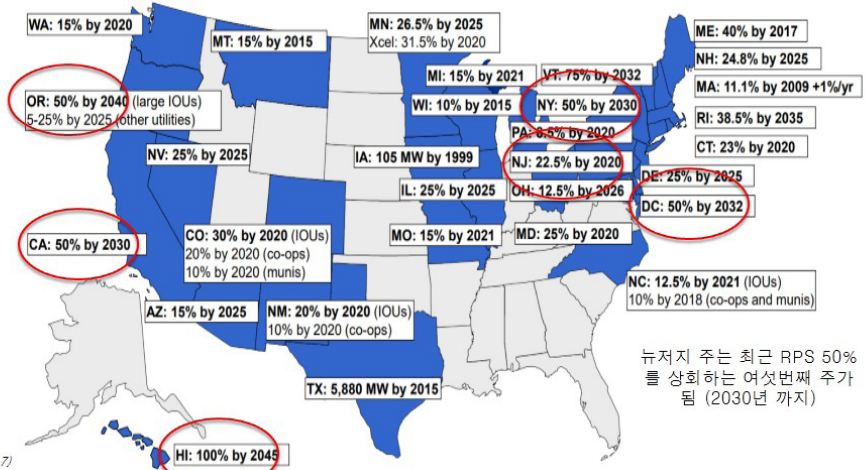 WA: 15% by 2020
MT: 15% by 2015
MN: 26.5% by 2025
Xcel: 31.5% by 2020
ME: 40% by 2017
NH: 24.8% by 2025
MI: 15% by 2021
VT: 75% by 2032
MA: 11.1% by 2009 +1%/yr
OR: 50% by 2040 (large IOUs)
5-25% by 2025 (other utilities)
WI: 10% by 2015
NY: 50% by 2030
RI: 38.5% by 2035
PA: 8.5% by 2020
CT: 23% by 2020
NV: 25% by 2025
IA: 105 MW by 1999
NJ: 22.5% by 2020
DE: 25% by 2025
IL: 25% by 2025
OH: 12.5% by 2026
DC: 50% by 2032
CA: 50% by 2030
CO: 30% by 2020 (IOUs)
20% by 2020 (co-ops)
10% by 2020 (munis)
MO: 15% by 2021
MD: 25% by 2020
NC: 12.5% by 2021 (IOUs)
10% by 2018 (co-ops and munis)
AZ: 15% by 2025
NM: 20% by 2020 (IOUs)
10% by 2020 (co-ops)
뉴저지 주는 최근 RPS 50%
를 상회하는 여섯번째 주가
됨 (2030년 까지)
TX: 5,880 MW by 2015
HI: 100% by 2045
7)